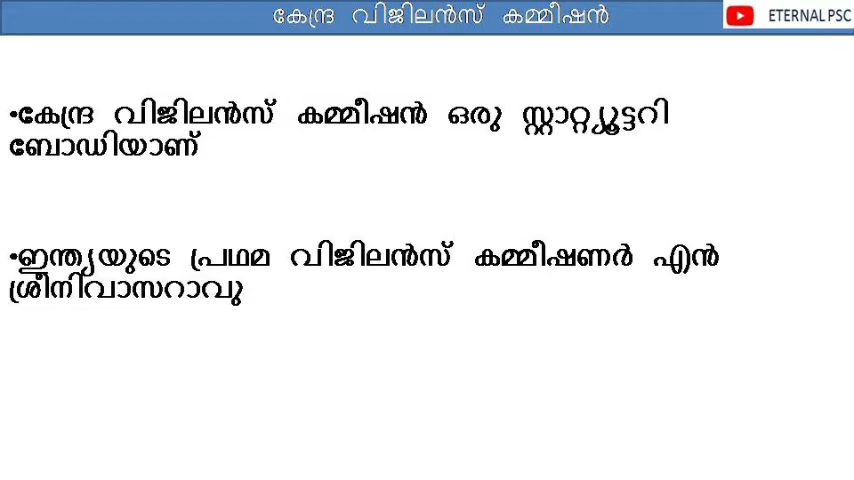 കേന്ദ്ര വിജിലൻസ് കമ്മീഷൻ
ETERNAL PSC
•കേന്ദ്ര വിജിലൻസ് കമ്മീഷൻ ഒരു സ്റ്റാറ്റ്യൂട്ടറി
ബോഡിയാണ്
•ഇന്ത്യയുടെ പ്രഥമ വിജിലൻസ് കമ്മീഷണർ എൻ
ശ്രീനിവാസറാവു